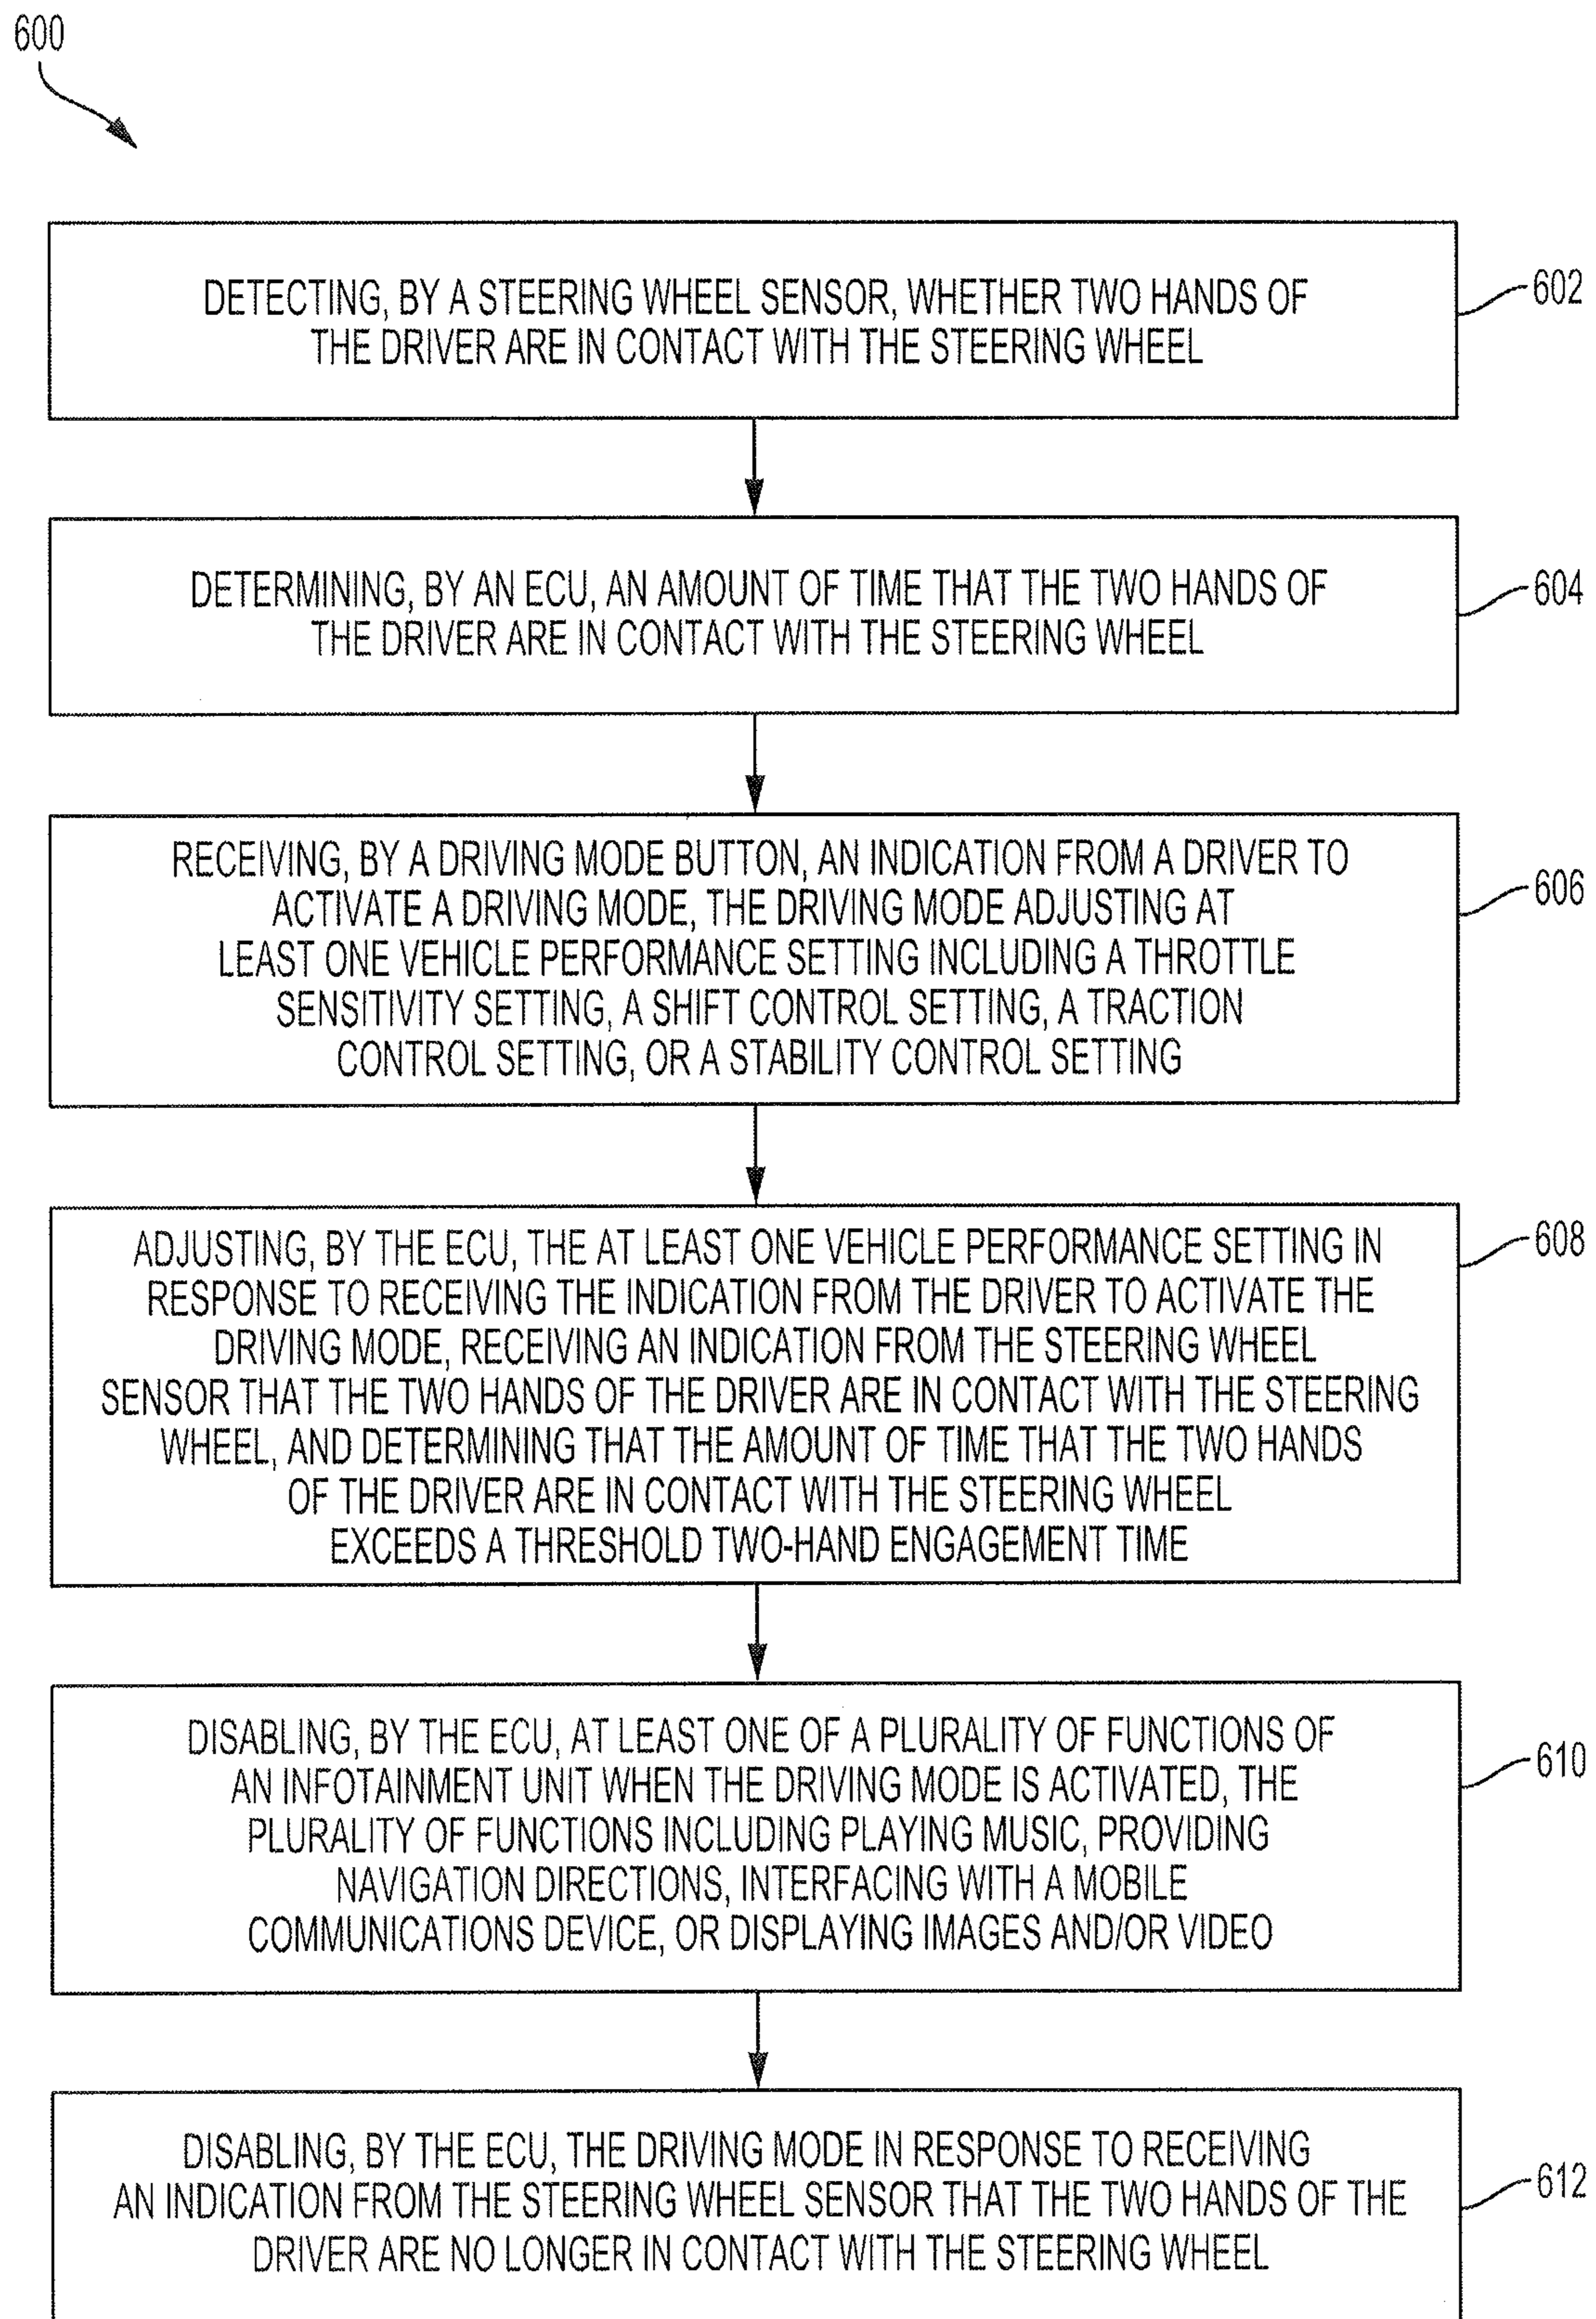 600
DETECTING, BY A STEERING WHEEL SENSOR, WHETHER TWO HANDS OF
THE DRIVER ARE IN CONTACT WITH THE STEERING WHEEL
602
DETERMINING, BY AN ECU, AN AMOUNT OF TIME THAT THE TWO HANDS OF
THE DRIVER ARE IN CONTACT WITH THE STEERING WHEEL
604
RECEIVING, BY A DRIVING MODE BUTTON, AN INDICATION FROM A DRIVER TO
ACTIVATE A DRIVING MODE, THE DRIVING MODE ADJUSTING AT
LEAST ONE VEHICLE PERFORMANCE SETTING INCLUDING A THROTTLE
SENSITIVITY SETTING, A SHIFT CONTROL SETTING, A TRACTION
CONTROL SETTING, OR A STABILITY CONTROL SETTING
606
ADJUSTING, BY THE ECU, THE AT LEAST ONE VEHICLE PERFORMANCE SETTING IN
RESPONSE TO RECEIVING THE INDICATION FROM THE DRIVER TO ACTIVATE THE
DRIVING MODE, RECEIVING AN INDICATION FROM THE STEERING WHEEL
SENSOR THAT THE TWO HANDS OF THE DRIVER ARE IN CONTACT WITH THE STEERING
WHEEL, AND DETERMINING THAT THE AMOUNT OF TIME THAT THE TWO HANDS
OF THE DRIVER ARE IN CONTACT WITH THE STEERING WHEEL
EXCEEDS A THRESHOLD TWO-HAND ENGAGEMENT TIME
608
DISABLING, BY THE ECU, AT LEAST ONE OF A PLURALITY OF FUNCTIONS OF
AN INFOTAINMENT UNIT WHEN THE DRIVING MODE IS ACTIVATED, THE
PLURALITY OF FUNCTIONS INCLUDING PLAYING MUSIC, PROVIDING
NAVIGATION DIRECTIONS, INTERFACING WITH A MOBILE
COMMUNICATIONS DEVICE, OR DISPLAYING IMAGES AND/OR VIDEO
610
DISABLING, BY THE ECU, THE DRIVING MODE IN RESPONSE TO RECEIVING
AN INDICATION FROM THE STEERING WHEEL SENSOR THAT THE TWO HANDS OF THE
DRIVER ARE NO LONGER IN CONTACT WITH THE STEERING WHEEL
612